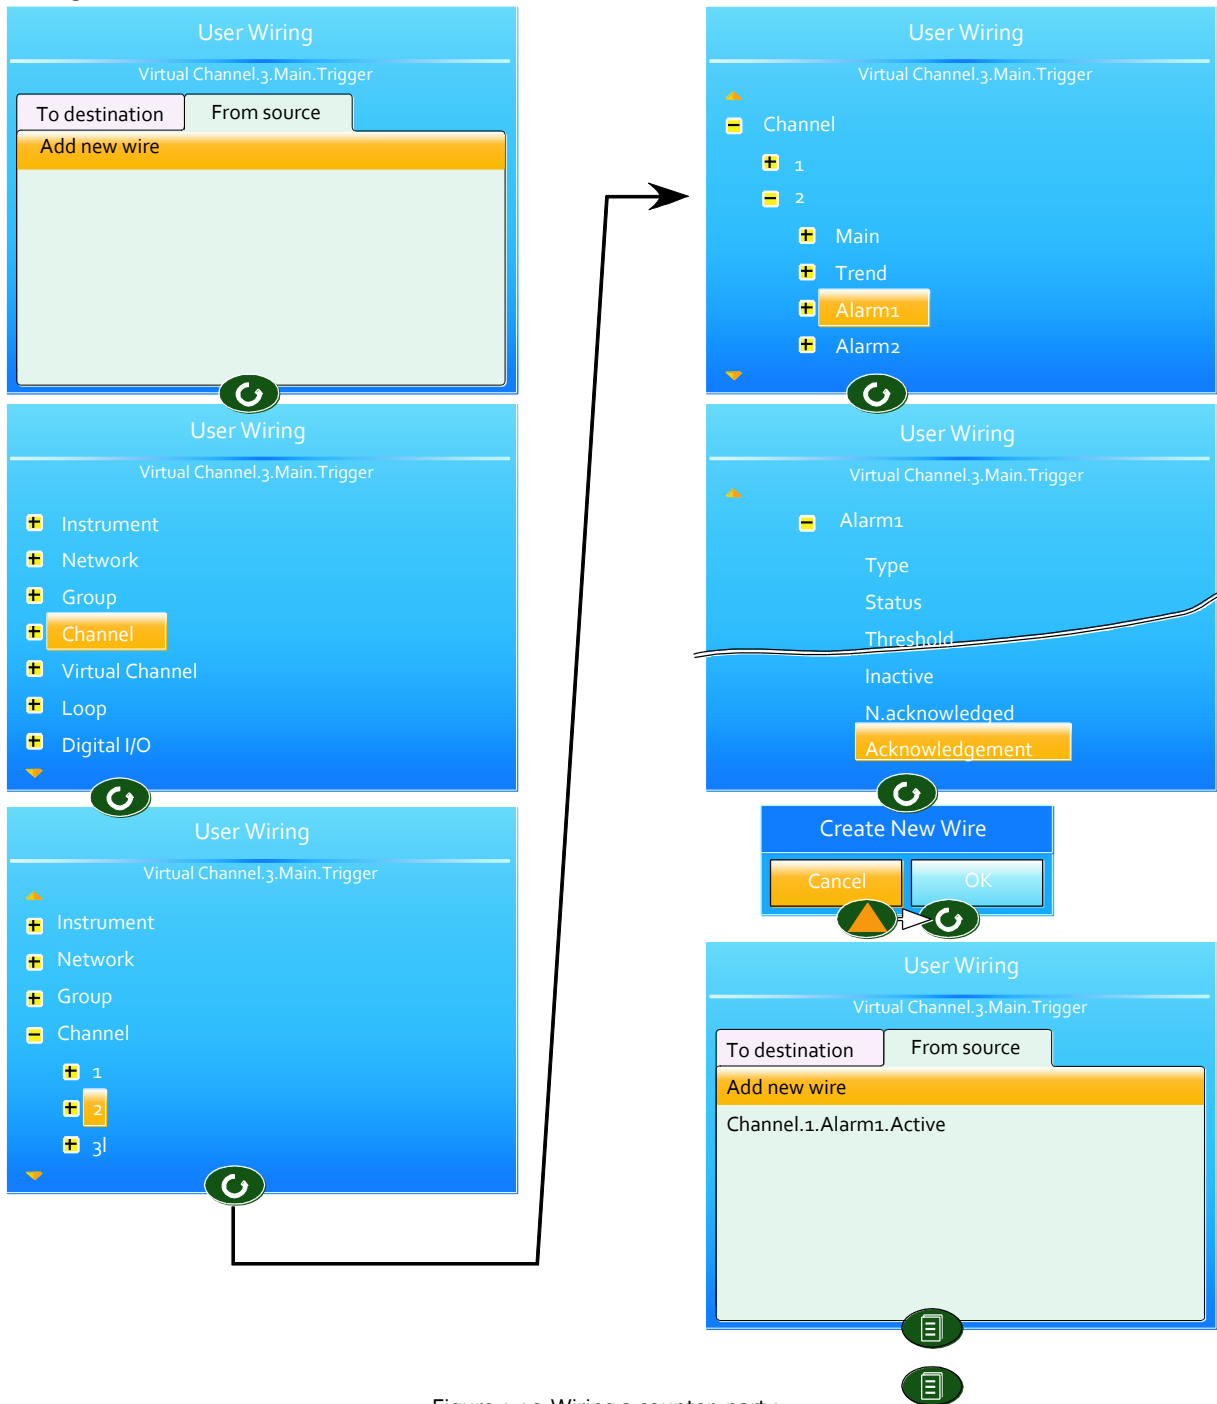 User Wiring
Virtual Channel.3.Main.Trigger
To destination
From source
Add new wire
User Wiring
Virtual Channel.3.Main.Trigger
Instrument
Network
Group
Channel
Virtual Channel
Loop
Digital I/O
User Wiring
Virtual Channel.3.Main.Trigger
Instrument
Network
Group
Channel
1
2
3l
User Wiring
Virtual Channel.3.Main.Trigger
Channel
1
2
Main
Trend
Alarm1
Alarm2
User Wiring
Virtual Channel.3.Main.Trigger
Alarm1
Type
Status
Threshold
Inactive
N.acknowledged
Acknowledgement
Create New Wire
Cancel
OK
User Wiring
Virtual Channel.3.Main.Trigger
To destination
From source
Add new wire
Channel.1.Alarm1.Active
Wiring a counter, part